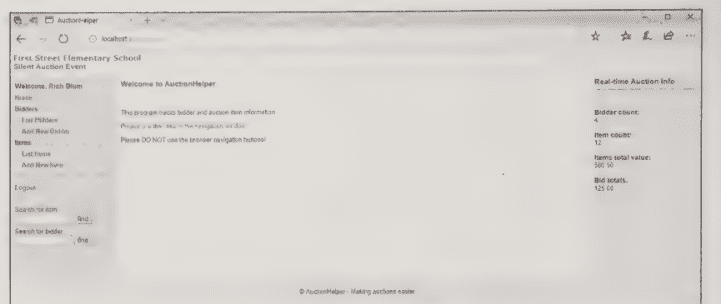 AuctionHelper
localhost
First Street Elementary School
Silent Auction Event
Welcome, Rich Blum
Home
Bidders
List Bidders
Add New Bidder
Items
List Items
Add New Item
Logout
Search for item:
find
Search for bidder:
find
Welcome to AuctionHelper
This program tracks bidder and auction item information
Please DO NOT use the browser navigation buttons!
Real-time Auction Info
Bidder count:
4
Item count:
12
Items total value:
Bid totals:
© AuctionHelper - Making auctions easier